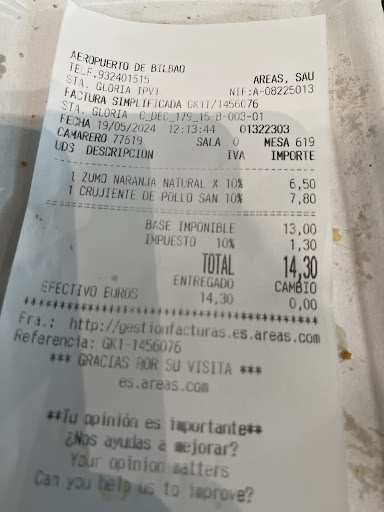 AEROPUERTO DE BILBAO
TELF.932401515 AREAS, SAU
STA. GLORIA TPV1 NIF:A-08225013
FACTURA SIMPLIFICADA GK1T/1456076
STA. GLORIA 0_DEC_179_15-B-003-01
FECHA 19/05/2024 12:13:44 01322303
CAMARERO 77619 SALA 0 MESA 619
UDS DESCRIPCION IVA IMPORTE
1 ZUMO NARANJA NATURAL X 10% 6,50
1 CRUJIENTE DE POLLO SAN 10% 7,80
BASE IMPONIBLE 13,00
IMPUESTO 10% 1,30
TOTAL 14,30
ENTREGADO CAMBIO
EFECTIVO EUROS 14,30 0,00
****************************************
Fra.: http://gestionfacturas.es.areas.com
Referencia: GK1-1456076
*** GRACIAS POR SU VISITA ***
es.areas.com
**Tu opinión es importante**
¿Nos ayudas a mejorar?
Your opinion matters
Can you help us to improve?